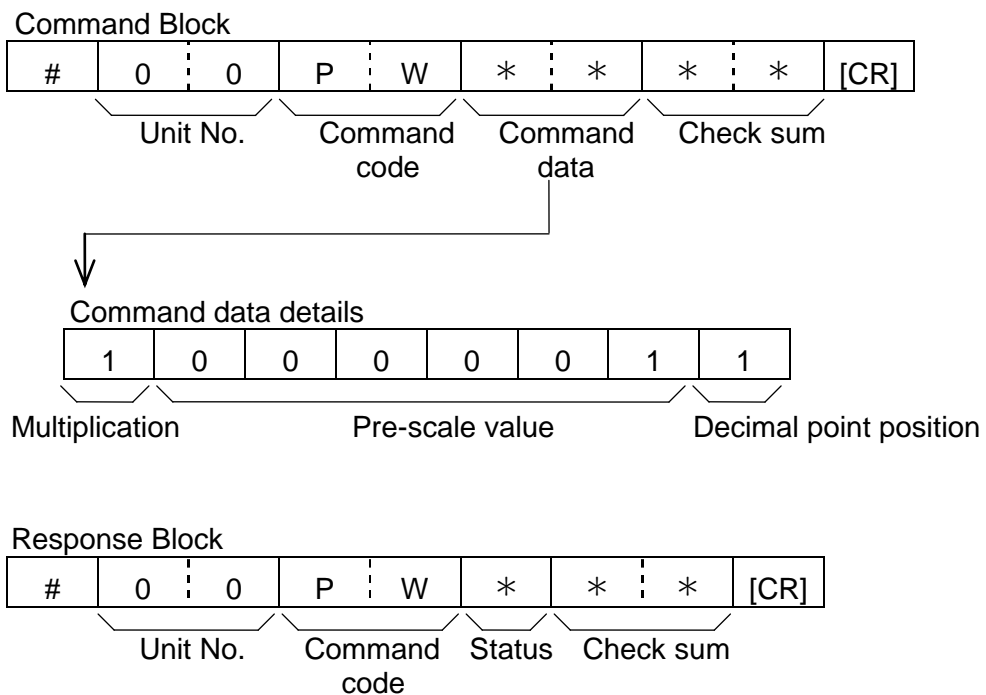 Command Block
# 0 0 P W * * * * [CR]
Unit No. Command code Command data Check sum
Command data details
1 0 0 0 0 0 1 1
Multiplication Pre-scale value Decimal point position
Response Block
# 0 0 P W * * * [CR]
Unit No. Command code Status Check sum